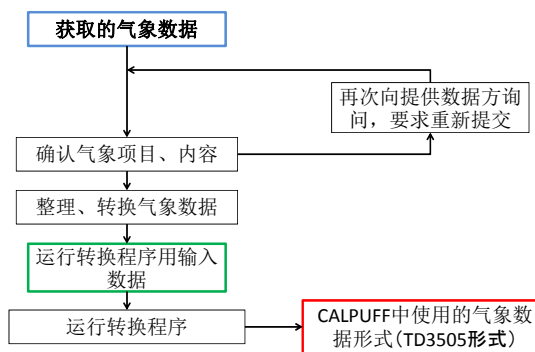 获取的气象数据
再次向提供数据方询
问，要求重新提交
确认气象项目、内容
整理、转换气象数据
运行转换程序用输入
数据
运行转换程序
CALPUFF中使用的气象数
据形式（TD3505形式）